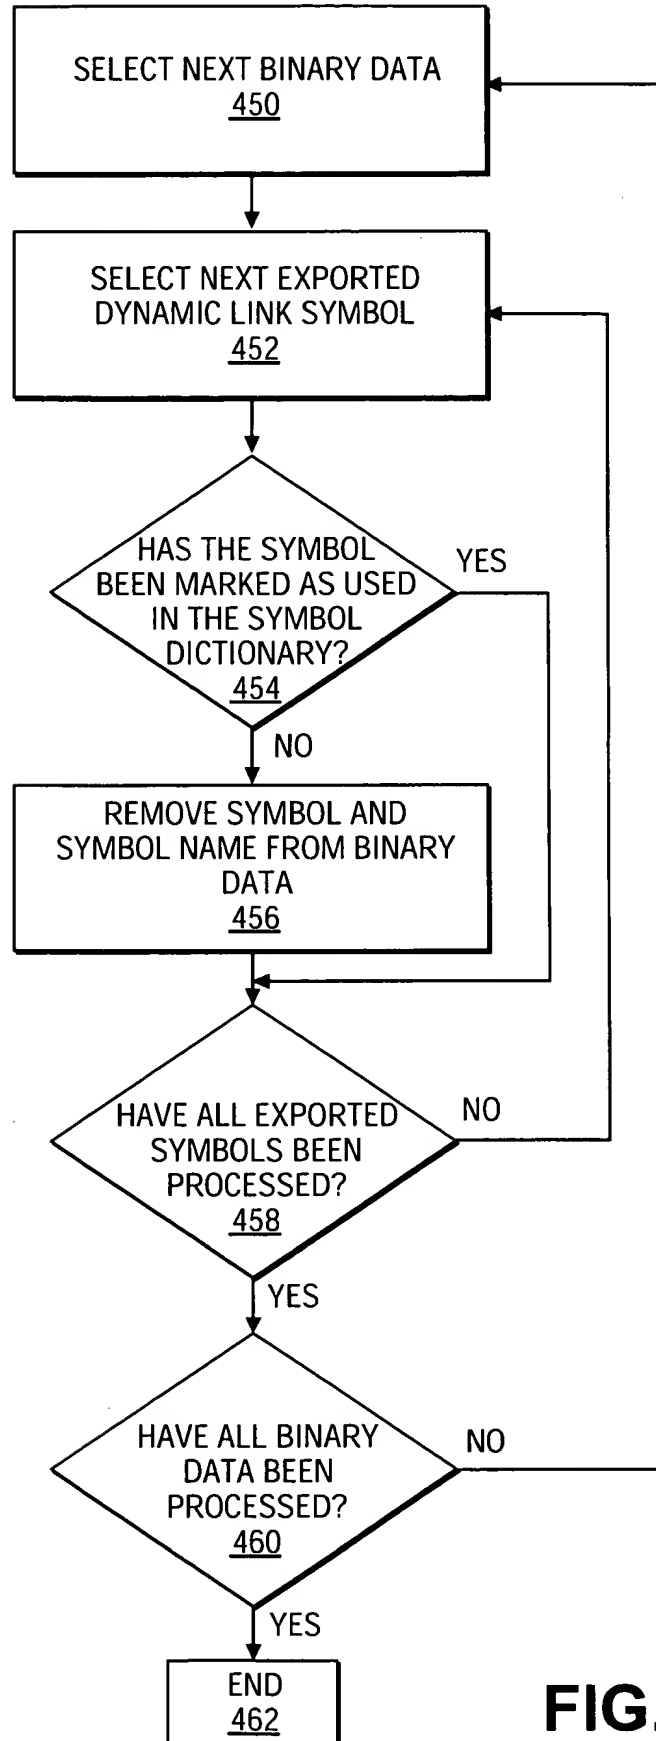 SELECT NEXT BINARY DATA
450
SELECT NEXT EXPORTED
DYNAMIC LINK SYMBOL
452
HAS THE SYMBOL
BEEN MARKED AS USED
IN THE SYMBOL
DICTIONARY?
454
YES
NO
REMOVE SYMBOL AND
SYMBOL NAME FROM BINARY
DATA
456
HAVE ALL EXPORTED
SYMBOLS BEEN
PROCESSED?
458
NO
YES
HAVE ALL BINARY
DATA BEEN
PROCESSED?
460
NO
YES
END
462
FIG.